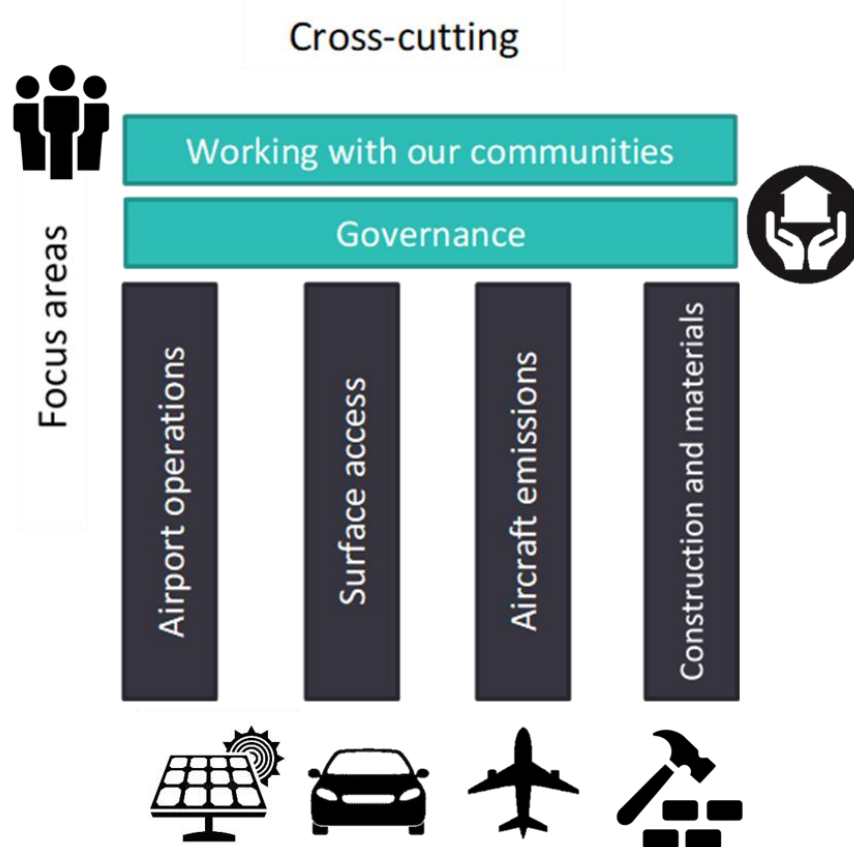 Cross-cutting
Working with our communities
Governance
Focus areas
Airport operations
Surface access
Aircraft emissions
Construction and materials